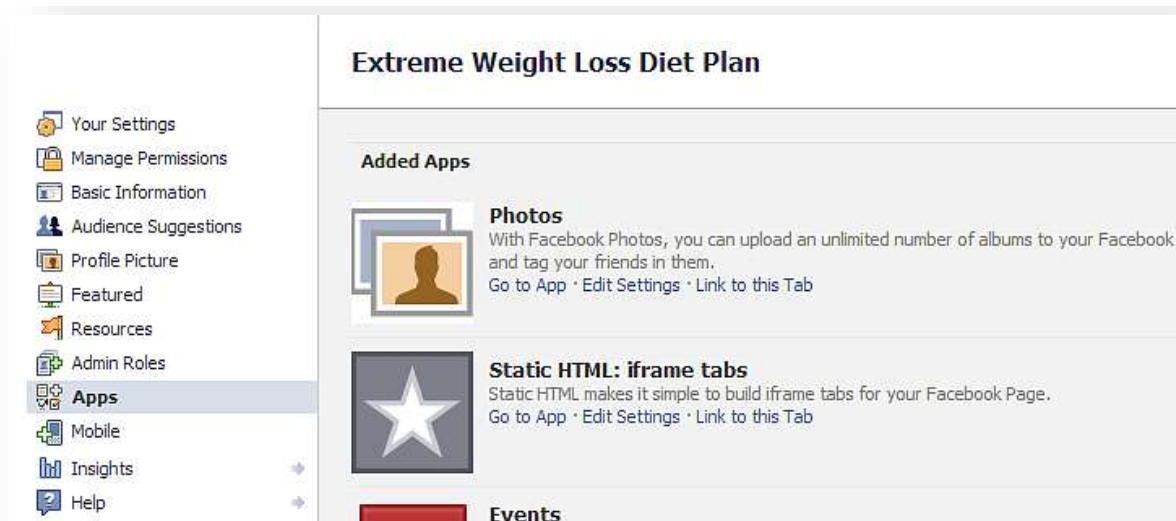 Extreme Weight Loss Diet Plan
Your Settings
Manage Permissions
Basic Information
Audience Suggestions
Profile Picture
Featured
Resources
Admin Roles
Apps
Mobile
Insights
Help
Added Apps
Photos
With Facebook Photos, you can upload an unlimited number of albums to your Facebook
and tag your friends in them.
Go to App · Edit Settings · Link to this Tab
Static HTML: iframe tabs
Static HTML makes it simple to build iframe tabs for your Facebook Page.
Go to App · Edit Settings · Link to this Tab
Events